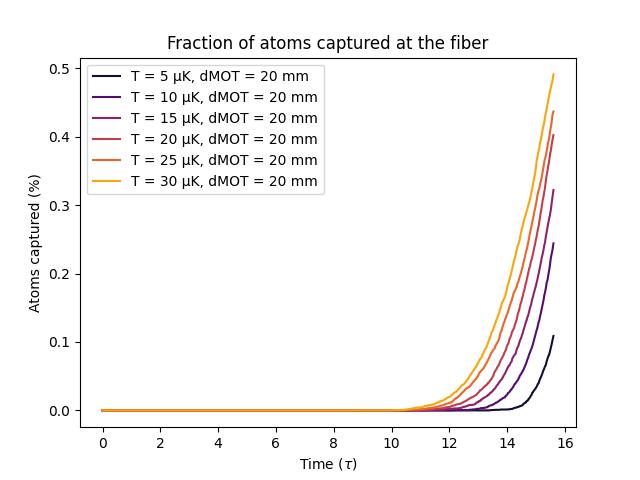 Fraction of atoms captured at the fiber
T = 5 μK, dMOT = 20 mm
T = 10 μK, dMOT = 20 mm
T = 15 μK, dMOT = 20 mm
T = 20 μK, dMOT = 20 mm
T = 25 μK, dMOT = 20 mm
T = 30 μK, dMOT = 20 mm
Atoms captured (%)
0.5
0.4
0.3
0.2
0.1
0.0
0 2 4 6 8 10 12 14 16
Time (τ)